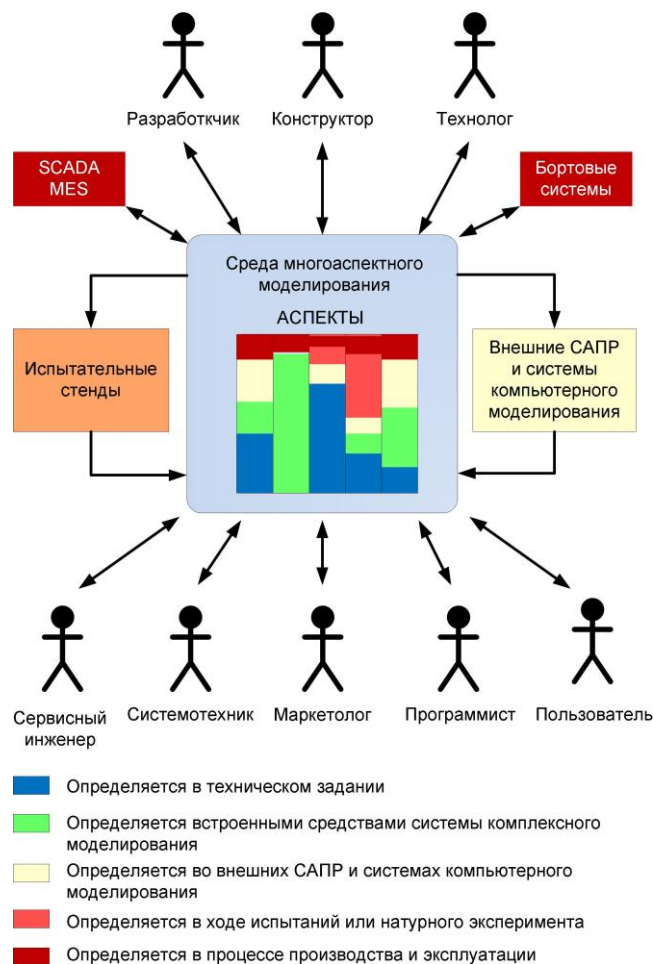 Разработкчик
Конструктор
Технолог
SCADA
MES
Бортовые
системы
Среда многоаспектного
моделирования
АСПЕКТЫ
Испытательные
стенды
Внешние САПР
и системы
компьютерного
моделирования
Сервисный
инженер
Системотехник
Маркетолог
Программист
Пользователь
Определяется в техническом задании
Определяется встроенными средствами системы комплексного
моделирования
Определяется во внешних САПР и системах компьютерного
моделирования
Определяется в ходе испытаний или натурного эксперимента
Определяется в процессе производства и эксплуатации